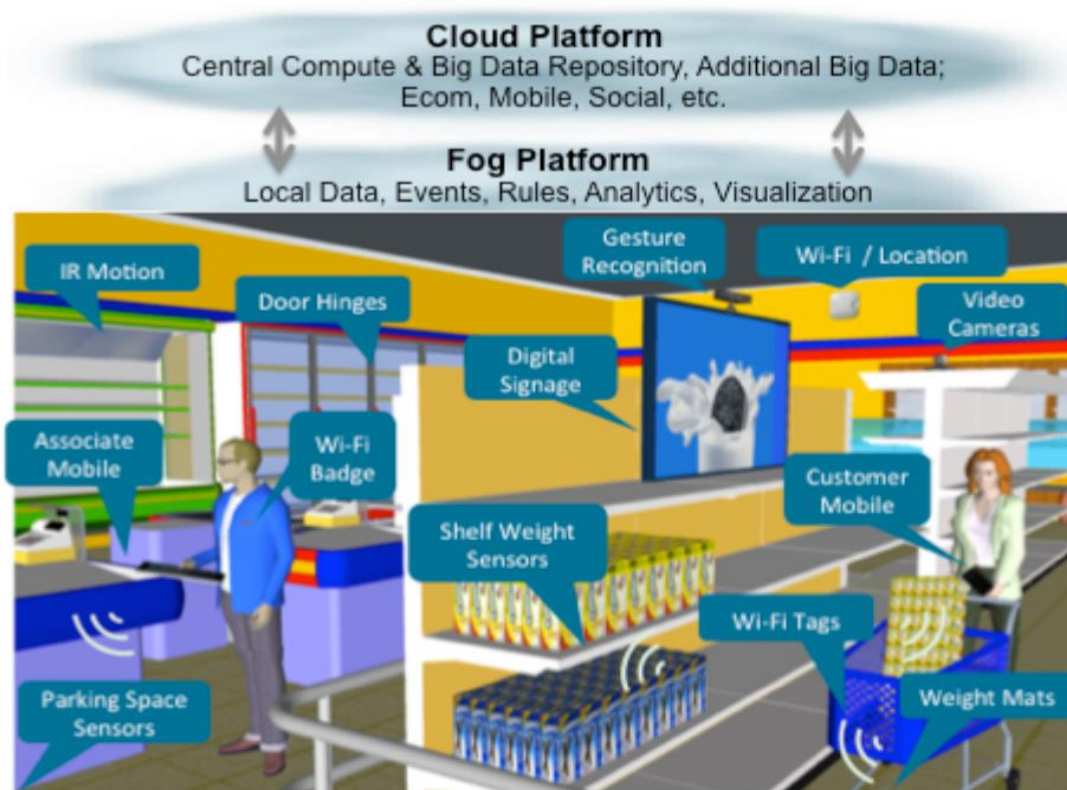 Cloud Platform
Central Compute & Big Data Repository, Additional Big Data;
Ecom, Mobile, Social, etc.
Fog Platform
Local Data, Events, Rules, Analytics, Visualization
IR Motion
Door Hinges
Gesture
Recognition
Wi-Fi / Location
Video
Cameras
Digital
Signage
Associate
Mobile
Wi-Fi
Badge
Customer
Mobile
Shelf Weight
Sensors
Wi-Fi Tags
Parking Space
Sensors
Weight Mats